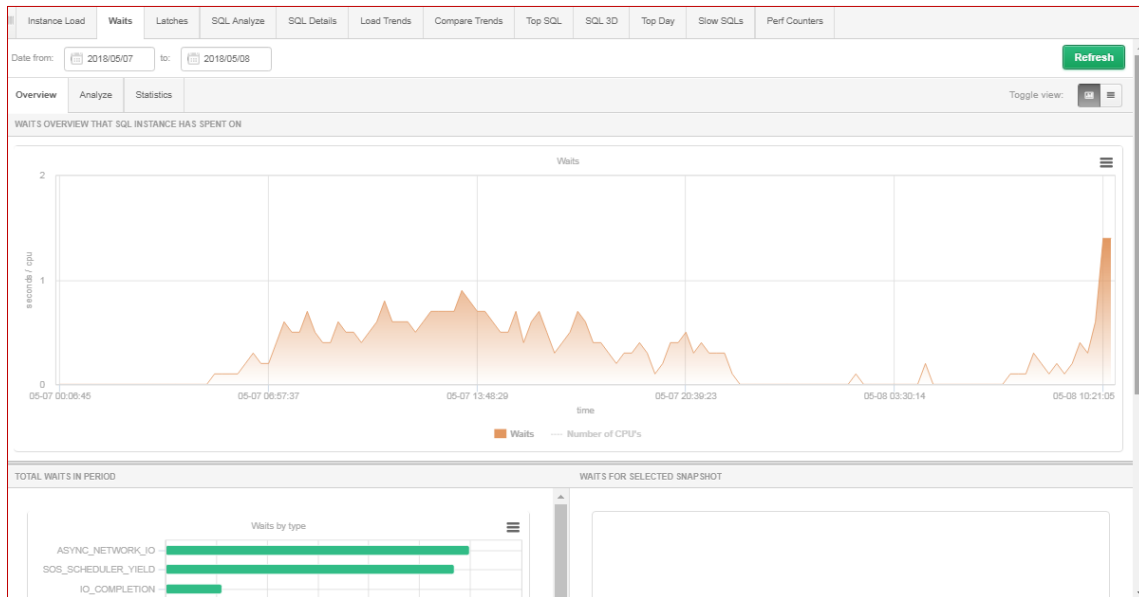 Instance Load Waits Latches SQL Analyze SQL Details Load Trends Compare Trends Top SQL SQL 3D Top Day Slow SQLs Perf Counters
Date from: 2018/05/07 to: 2018/05/08 Refresh
Overview Analyze Statistics Toggle view:
WAITS OVERVIEW THAT SQL INSTANCE HAS SPENT ON
Waits
2
1
0
seconds / cpu
05-07 00:06:45 05-07 06:57:37 05-07 13:48:29 05-07 20:39:23 05-08 03:30:14 05-08 10:21:05
time
Waits Number of CPU's
TOTAL WAITS IN PERIOD WAITS FOR SELECTED SNAPSHOT
Waits by type
ASYNC_NETWORK_IO
SOS_SCHEDULER_YIELD
IO_COMPLETION